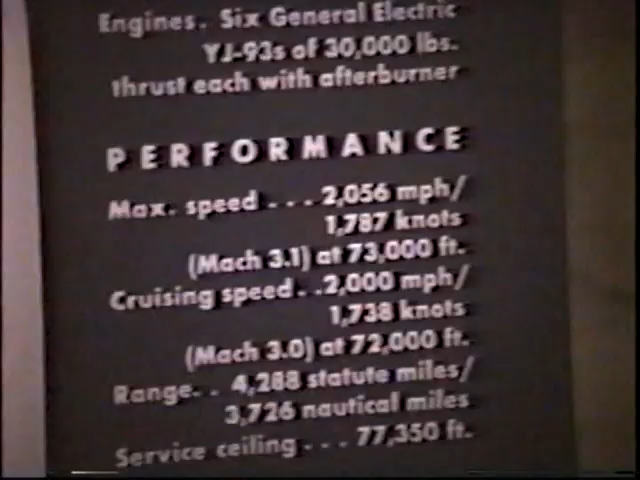 Engines. Six General Electric
YJ-93s of 30,000 lbs.
thrust each with afterburner
PERFORMANCE
Max. speed . . . 2,056 mph/
1,787 knots
(Mach 3.1) at 73,000 ft.
Cruising speed. .2,000 mph/
1,738 knots
(Mach 3.0) at 72,000 ft.
Range. . 4,288 statute miles/
3,726 nautical miles
Service ceiling . . . 77,350 ft.